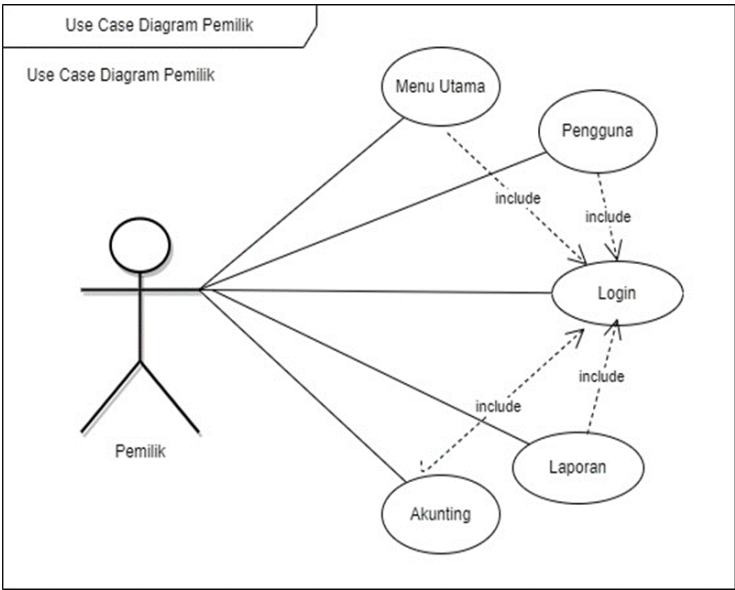 Use Case Diagram Pemilik
Use Case Diagram Pemilik
Menu Utama
Pengguna
include
include
Login
include
include
Pemilik
Laporan
Akunting